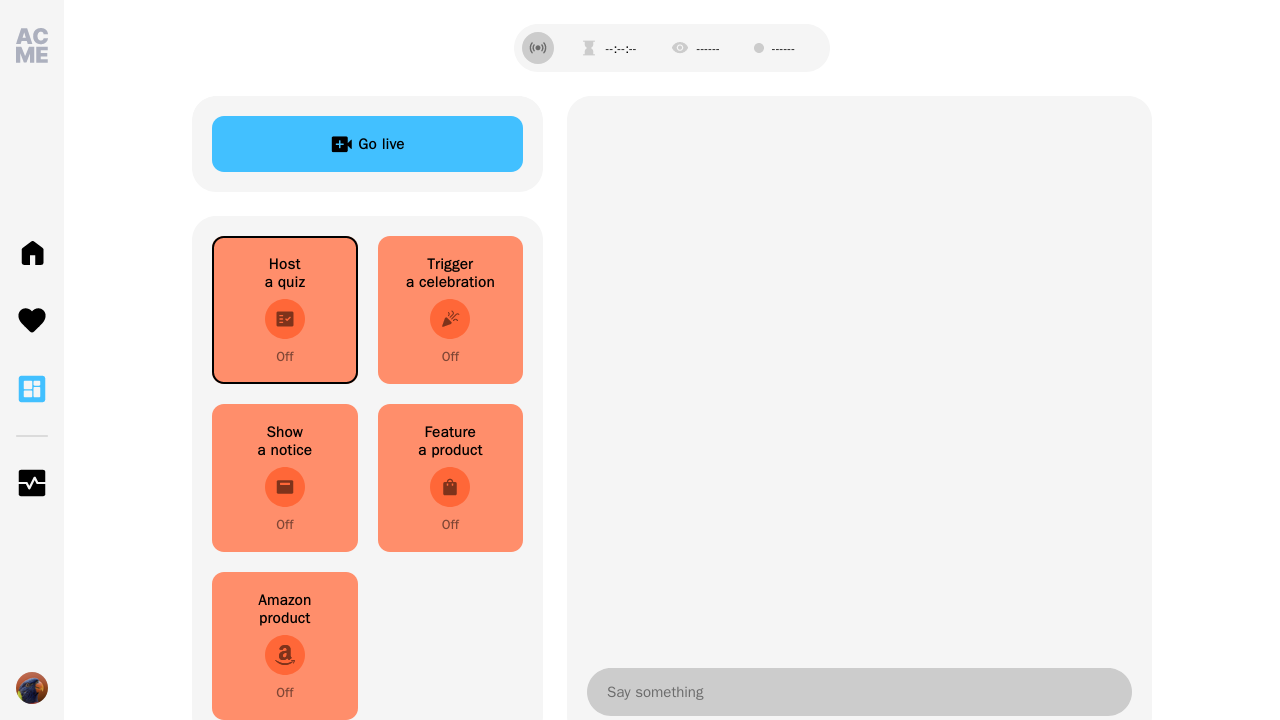 AC
ME
--:--:--
------
------
Go live
Host
a quiz
Off
Trigger
a celebration
Off
Show
a notice
Off
Feature
a product
Off
Amazon
product
a
Off
Say something